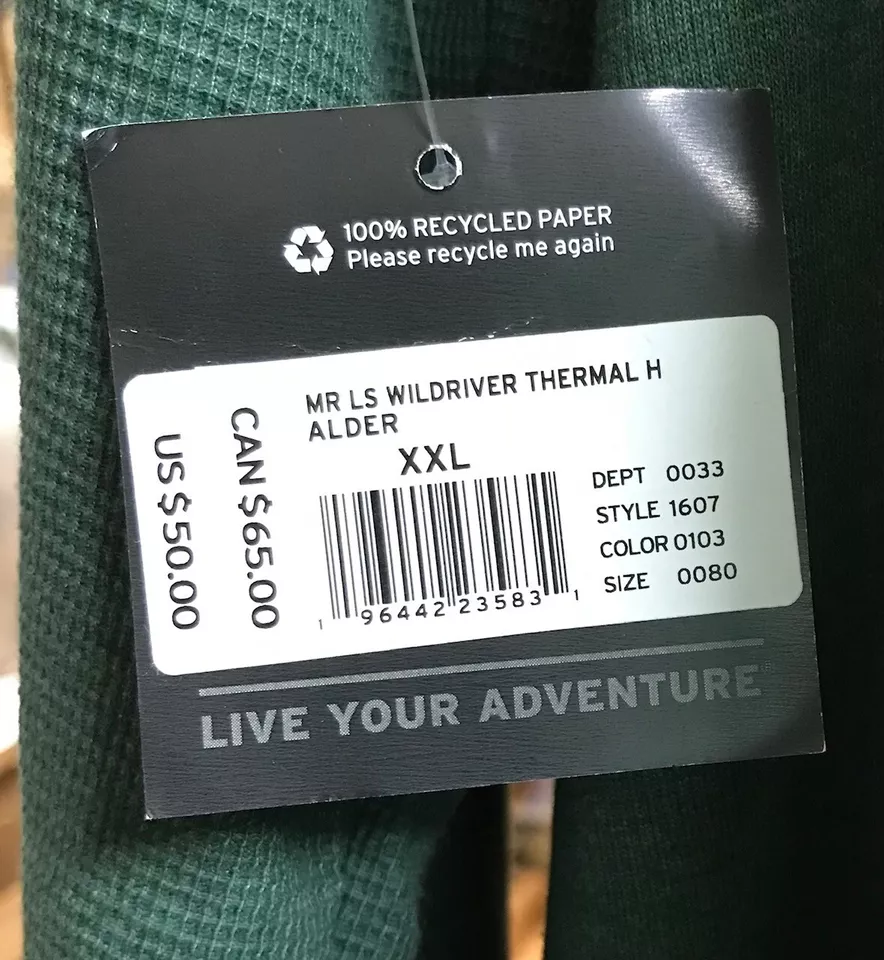 100% RECYCLED PAPER
Please recycle me again
MR LS WILDRIVER THERMAL H
ALDER
XXL
US $50.00
CAN $65.00
DEPT 0033
STYLE 1607
COLOR 0103
SIZE 0080
1 96442 23583 1
LIVE YOUR ADVENTURE